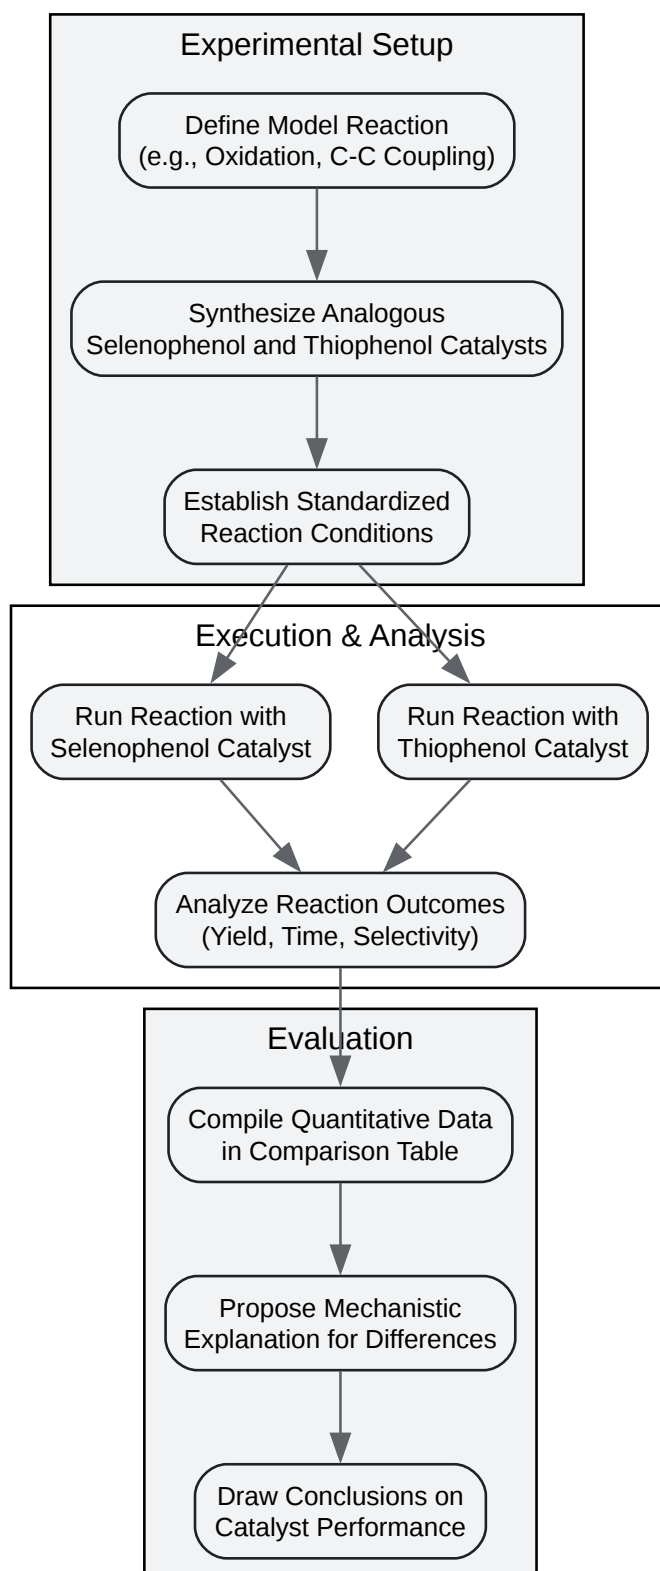 Experimental Setup
Define Model Reaction
(e.g., Oxidation, C-C Coupling)
Synthesize Analogous
Selenophenol and Thiophenol Catalysts
Establish Standardized
Reaction Conditions
Execution & Analysis
Run Reaction with
Selenophenol Catalyst
Run Reaction with
Thiophenol Catalyst
Analyze Reaction Outcomes
(Yield, Time, Selectivity)
Evaluation
Compile Quantitative Data
in Comparison Table
Propose Mechanistic
Explanation for Differences
Draw Conclusions on
Catalyst Performance